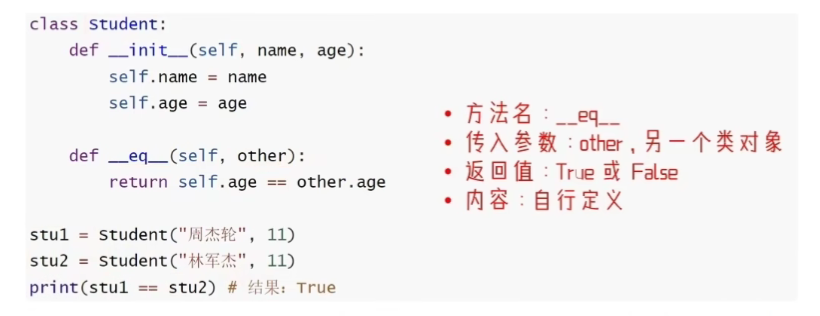 class Student:
    def __init__(self, name, age):
        self.name = name
        self.age = age

    def __eq__(self, other):
        return self.age == other.age

stu1 = Student("周杰轮", 11)
stu2 = Student("林军杰", 11)
print(stu1 == stu2) # 结果：True
• 方法名：__eq__
• 传入参数：other，另一个类对象
• 返回值：True 或 False
• 内容：自行定义